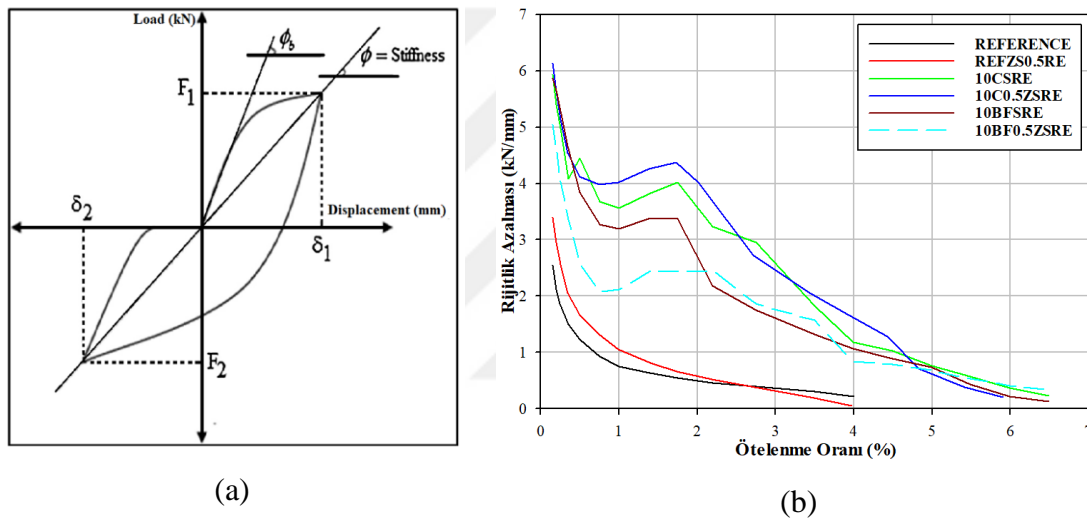 Load (kN)
ϕb
ϕ = Stiffness
F1
δ2
Displacement (mm)
δ1
F2
(a)
Rijitlik Azalması (kN/mm)
7
6
5
4
3
2
1
0
REFERENCE
REFZS0.5RE
10CSRE
10C0.5ZSRE
10BFSRE
10BF0.5ZSRE
0 1 2 3 4 5 6 7
Ötelenme Oranı (%)
(b)